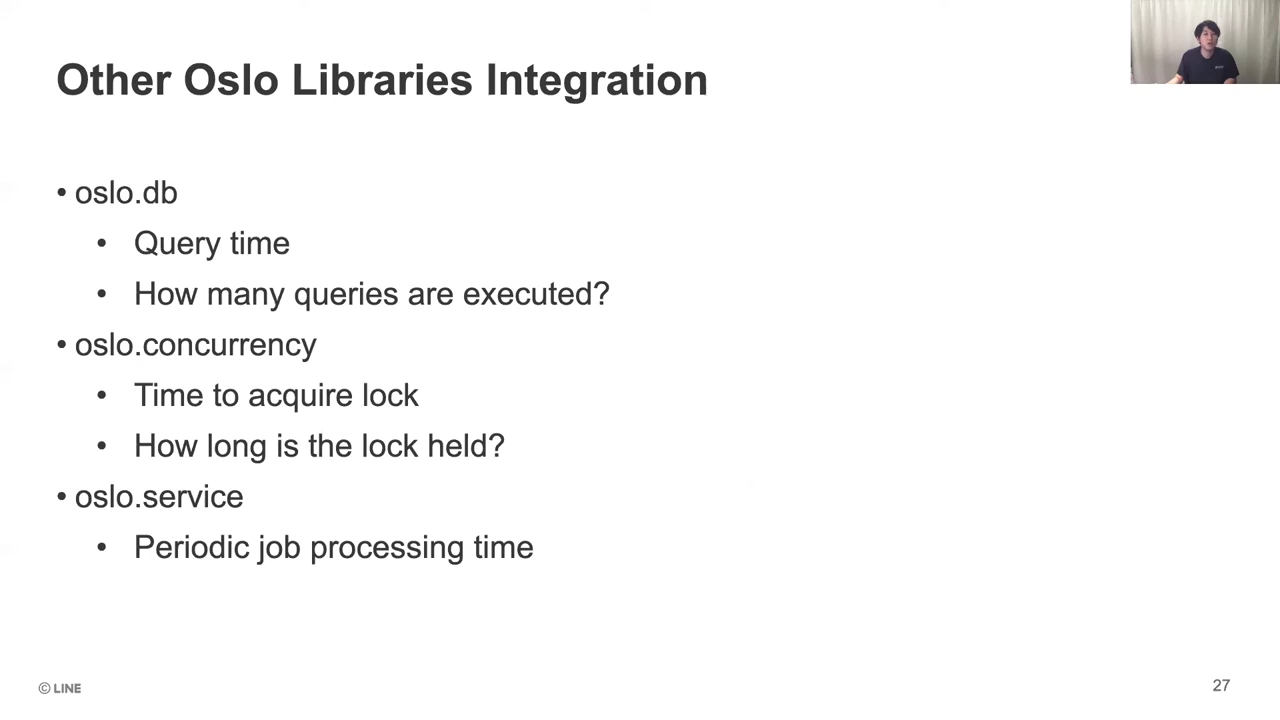 Other Oslo Libraries Integration
• oslo.db
• Query time
• How many queries are executed?
• oslo.concurrency
• Time to acquire lock
• How long is the lock held?
• oslo.service
• Periodic job processing time
© LINE
27